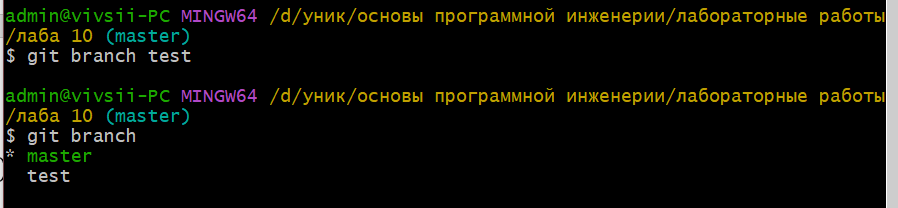 admin@vivsii-PC MINGW64 /d/уник/основы программной инженерии/лабораторные работы
/лаба 10 (master)
$ git branch test
admin@vivsii-PC MINGW64 /d/уник/основы программной инженерии/лабораторные работы
/лаба 10 (master)
$ git branch
* master
test